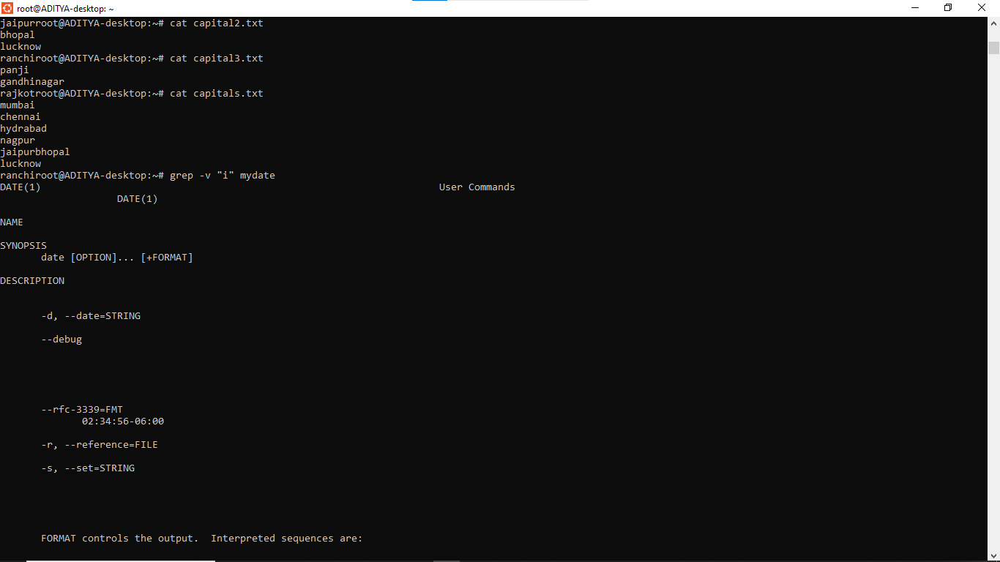 root@ADITYA-desktop: ~
jaipurroot@ADITYA-desktop:~# cat capital2.txt
bhopal
lucknow
ranchiroot@ADITYA-desktop:~# cat capital3.txt
panji
gandhinagar
rajkotroot@ADITYA-desktop:~# cat capitals.txt
mumbai
chennai
hydrabad
nagpur
jaipurbhopal
lucknow
ranchiroot@ADITYA-desktop:~# grep -v "i" mydate
DATE(1) User Commands
DATE(1)
NAME
SYNOPSIS
date [OPTION]... [+FORMAT]
DESCRIPTION
-d, --date=STRING
--debug
--rfc-3339=FMT
02:34:56-06:00
-r, --reference=FILE
-s, --set=STRING
FORMAT controls the output.  Interpreted sequences are: